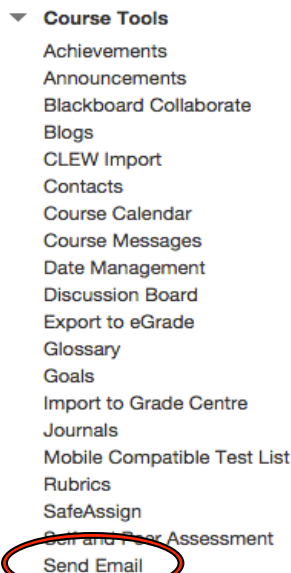 Course Tools
Achievements
Announcements
Blackboard Collaborate
Blogs
CLEW Import
Contacts
Course Calendar
Course Messages
Date Management
Discussion Board
Export to eGrade
Glossary
Goals
Import to Grade Centre
Journals
Mobile Compatible Test List
Rubrics
SafeAssign
Self and Peer Assessment
Send Email